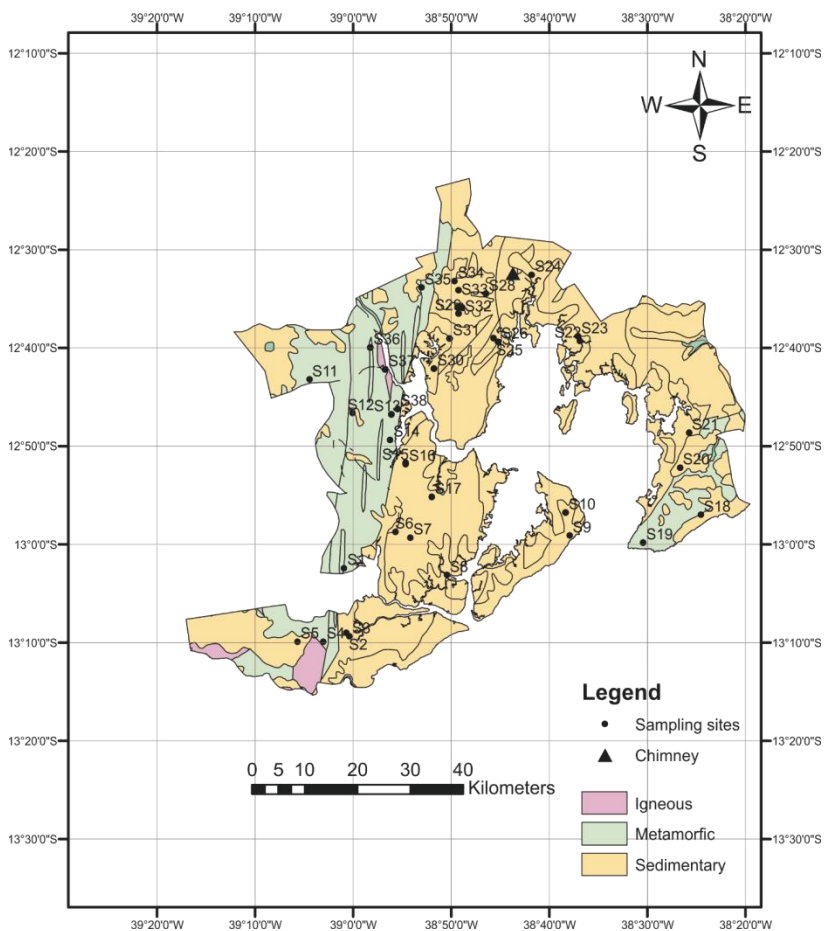 39°20'0"W 39°10'0"W 39°0'0"W 38°50'0"W 38°40'0"W 38°30'0"W 38°20'0"W
12°10'0"S 12°10'0"S
N
W E
S
12°20'0"S 12°20'0"S
12°30'0"S 12°30'0"S
S34 S24
S35 S33 S28
S29 S32
S31 S26 S22 S23
S36 S25
12°40'0"S 12°40'0"S
S37 S30
S11
S12 S13 S38
S14 S21
12°50'0"S 12°50'0"S
S15 S16 S20
S17
S10 S18
S6 S7 S9 S19
13°0'0"S 13°0'0"S
S1 S8
S5 S4 S3
S2
13°10'0"S 13°10'0"S
Legend
Sampling sites
13°20'0"S 13°20'0"S
Chimney
0 5 10 20 30 40
Kilometers
Igneous
Metamorfic
13°30'0"S 13°30'0"S
Sedimentary
39°20'0"W 39°10'0"W 39°0'0"W 38°50'0"W 38°40'0"W 38°30'0"W 38°20'0"W